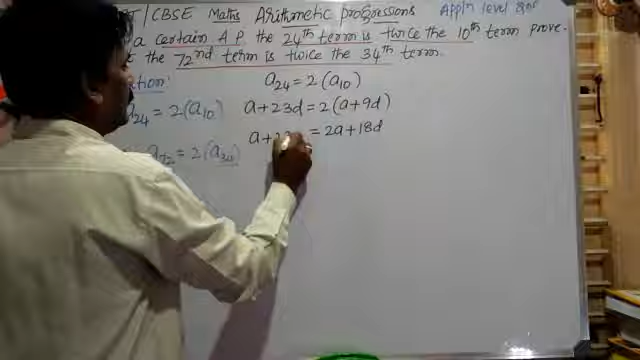 T/CBSE Maths Arithmetic progressions Appln level
a certain A.P. the 24th term is twice the 10th term prove.
t the 72nd term is twice the 34th term.
ution:
a24 = 2(a10)
a24 = 2(a10)
a+23d = 2(a+9d)
a+2 = 2a+18d
a72 = 2(a34)